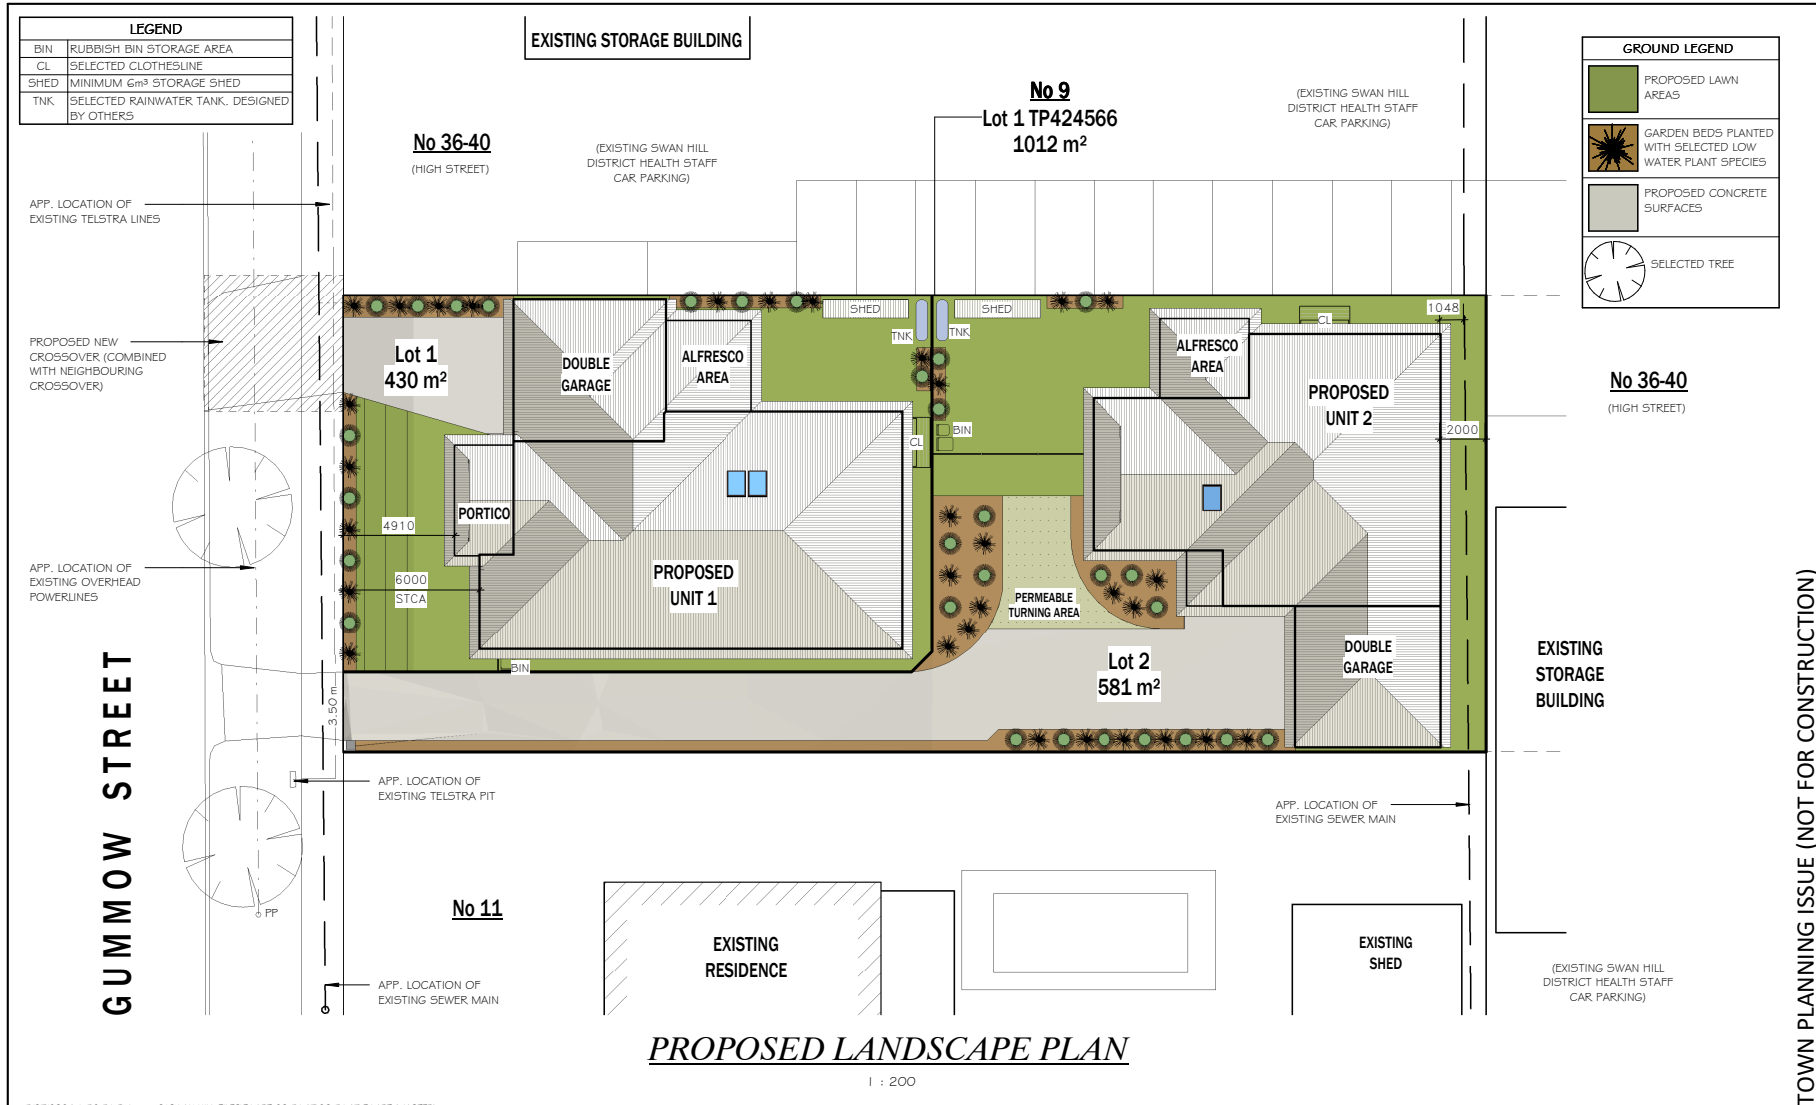 LEGEND
BIN RUBBISH BIN STORAGE AREA
CL SELECTED CLOTHESLINE
SHED MINIMUM 6m³ STORAGE SHED
TNK SELECTED RAINWATER TANK. DESIGNED
BY OTHERS
EXISTING STORAGE BUILDING
No 36-40
(HIGH STREET)
(EXISTING SWAN HILL
DISTRICT HEALTH STAFF
CAR PARKING)
No 9
Lot 1 TP424566
1012 m²
(EXISTING SWAN HILL
DISTRICT HEALTH STAFF
CAR PARKING)
GROUND LEGEND
PROPOSED LAWN
AREAS
GARDEN BEDS PLANTED
WITH SELECTED LOW
WATER PLANT SPECIES
PROPOSED CONCRETE
SURFACES
SELECTED TREE
APP. LOCATION OF
EXISTING TELSTRA LINES
PROPOSED NEW
CROSSOVER (COMBINED
WITH NEIGHBOURING
CROSSOVER)
APP. LOCATION OF
EXISTING OVERHEAD
POWERLINES
Lot 1
430 m²
DOUBLE
GARAGE
ALFRESCO
AREA
SHED
TNK
TNK
SHED
CL
1048
ALFRESCO
AREA
PROPOSED
UNIT 2
2000
No 36-40
(HIGH STREET)
CL
BIN
PORTICO
4910
6000
STCA
PROPOSED
UNIT 1
PERMEABLE
TURNING AREA
BIN
Lot 2
581 m²
DOUBLE
GARAGE
EXISTING
STORAGE
BUILDING
3.50 E
GUMMOW STREET
APP. LOCATION OF
EXISTING TELSTRA PIT
APP. LOCATION OF
EXISTING SEWER MAIN
PP
No 11
EXISTING
RESIDENCE
EXISTING
SHED
APP. LOCATION OF
EXISTING SEWER MAIN
(EXISTING SWAN HILL
DISTRICT HEALTH STAFF
CAR PARKING)
PROPOSED LANDSCAPE PLAN
1 : 200
TOWN PLANNING ISSUE (NOT FOR CONSTRUCTION)